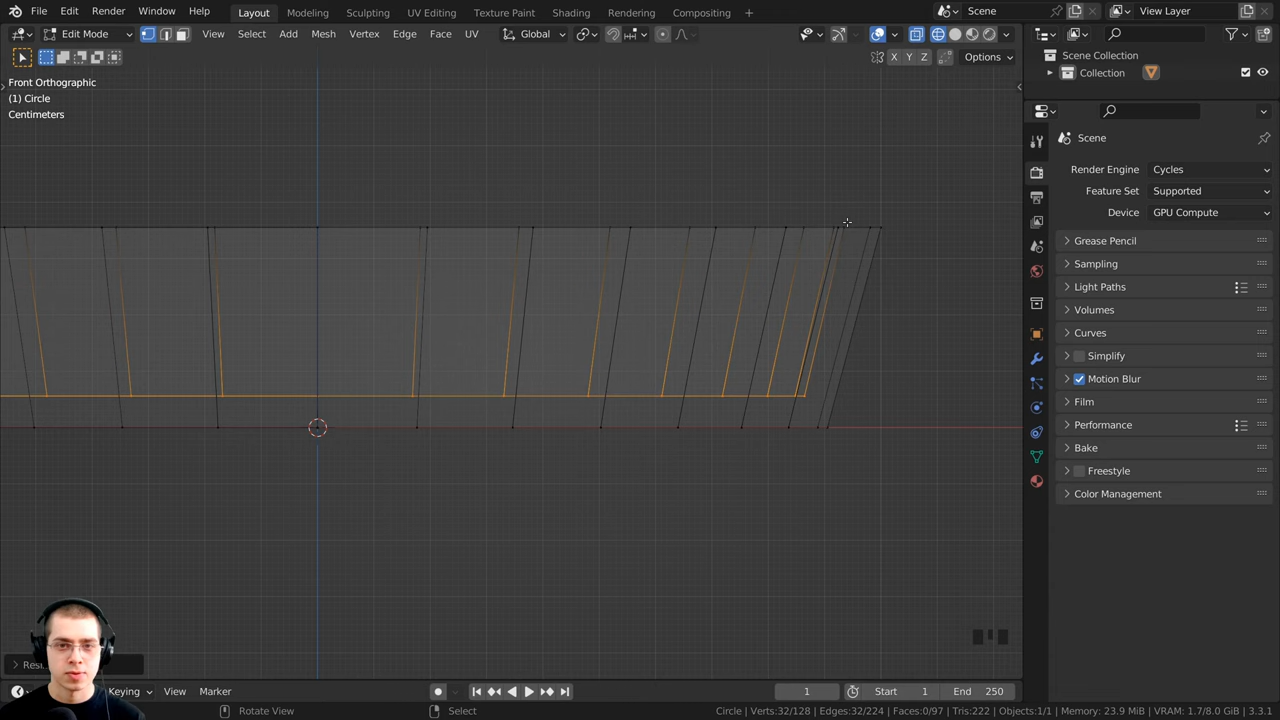 File Edit Render Window Help Layout Modeling Sculpting UV Editing Texture Paint Shading Rendering Compositing Scene View Layer
Edit Mode View Select Add Mesh Vertex Edge Face UV Global
X Y Z Options
Front Orthographic
(1) Circle
Centimeters
Scene Collection
Collection
Scene
Render Engine Cycles
Feature Set Supported
Device GPU Compute
Grease Pencil
Sampling
Light Paths
Volumes
Curves
Simplify
Motion Blur
Film
Performance
Bake
Freestyle
Color Management
Keying View Marker 1 Start 1 End 250
Rotate View Select Circle | Verts:32/128 | Edges:32/224 | Faces:0/97 | Tris:222 | Objects:1/1 | Memory: 23.9 MiB | VRAM: 1.7/8.0 GiB | 3.3.1